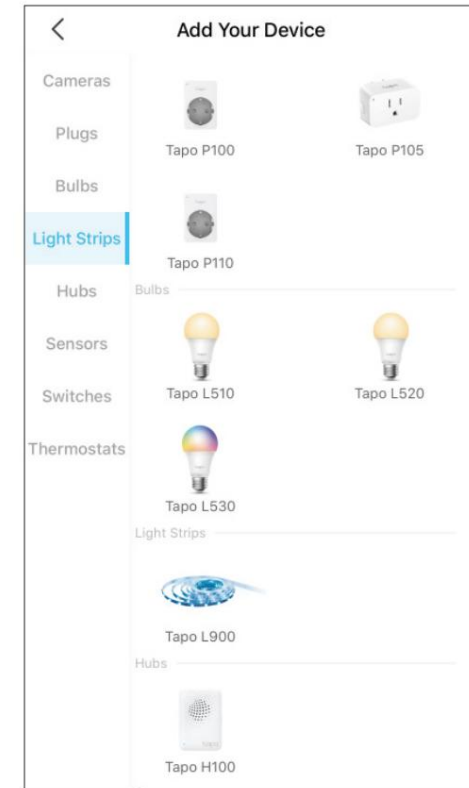 Add Your Device
Cameras
Plugs
Bulbs
Light Strips
Hubs
Sensors
Switches
Thermostats
Tapo P100
Tapo P105
Tapo P110
Bulbs
Tapo L510
Tapo L520
Tapo L530
Light Strips
Tapo L900
Hubs
Tapo H100